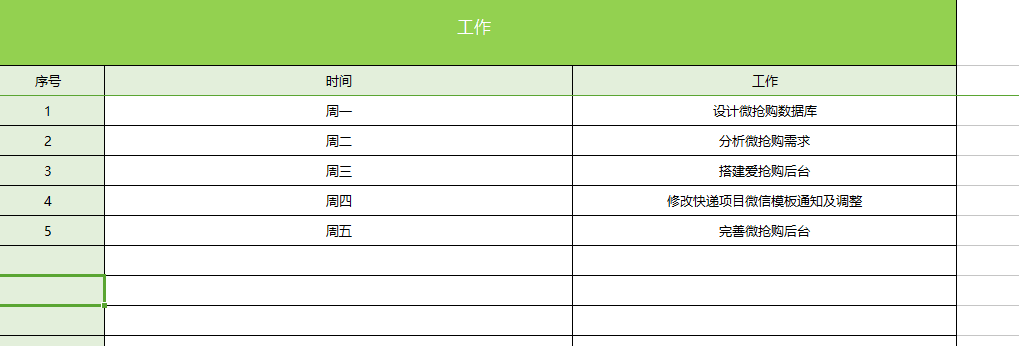 工作
序号 时间 工作
1 周一 设计微抢购数据库
2 周二 分析微抢购需求
3 周三 搭建爱抢购后台
4 周四 修改快递项目微信模板通知及调整
5 周五 完善微抢购后台